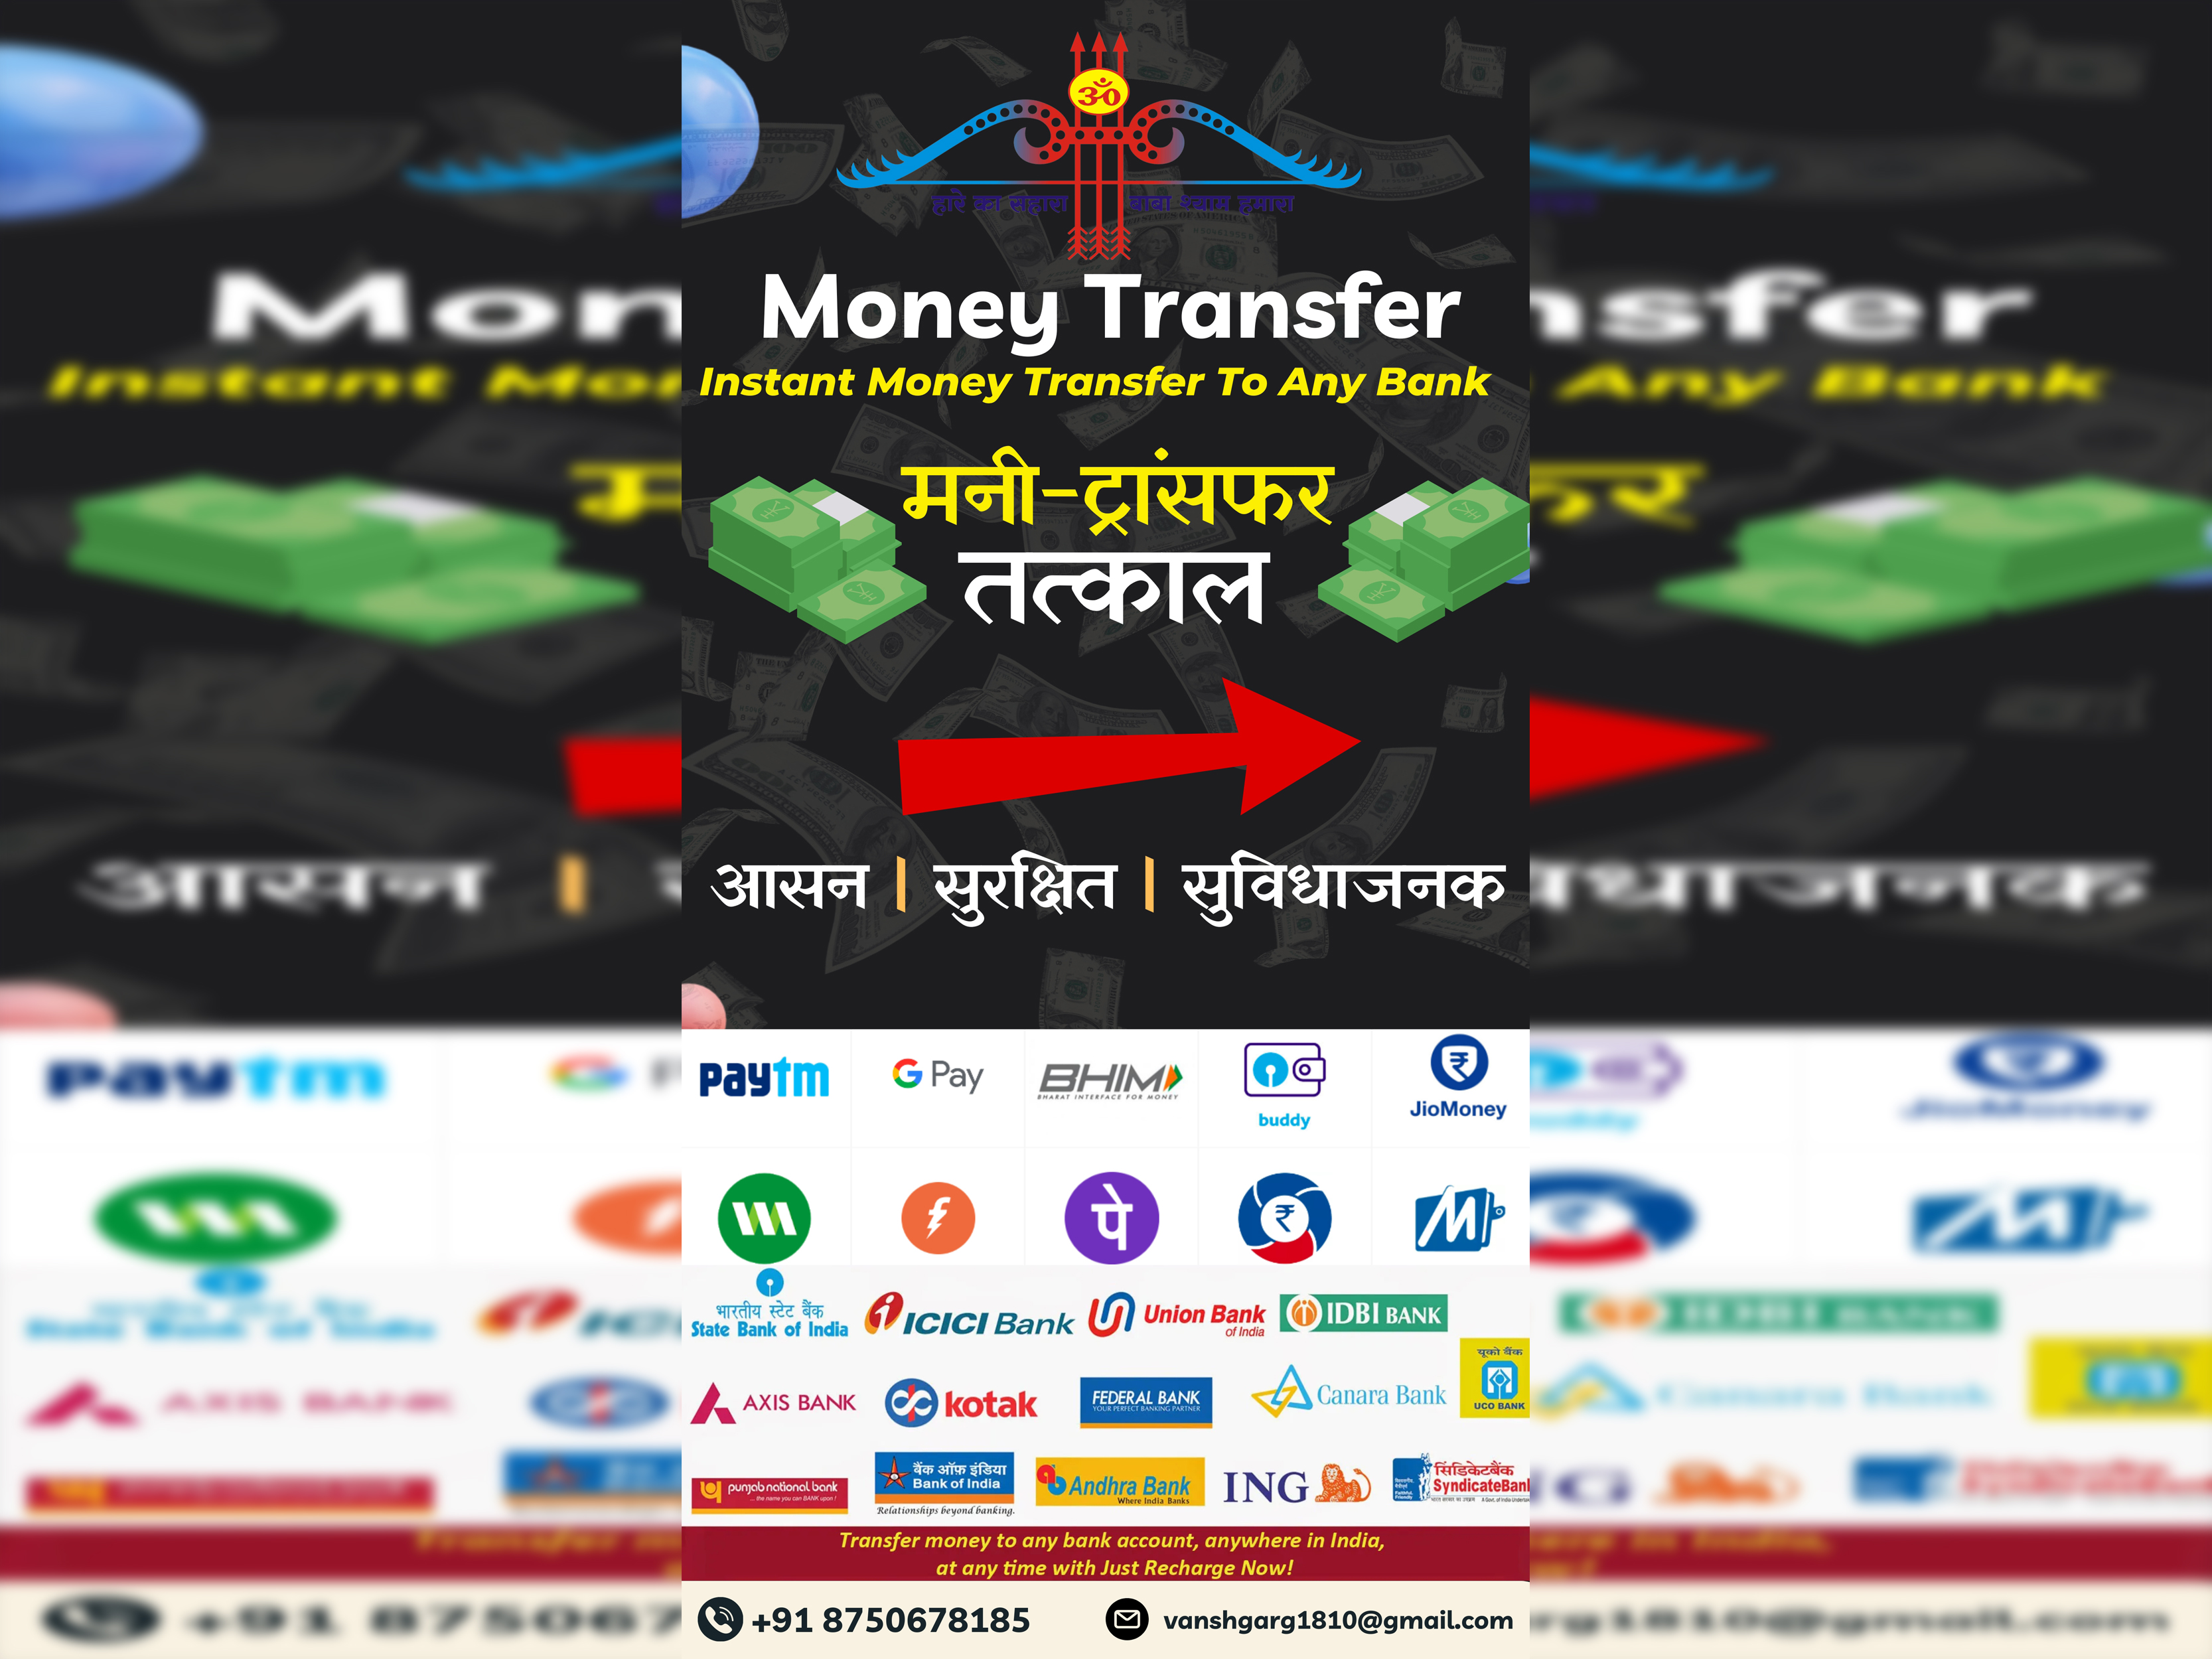 ॐ
हारे का सहारा बाबा श्याम हमारा
Money Transfer
Instant Money Transfer To Any Bank
मनी-ट्रांसफर
तत्काल
आसन | सुरक्षित | सुविधाजनक
paytm G Pay BHIM buddy JioMoney
BHARAT INTERFACE FOR MONEY
पे ₹ M
भारतीय स्टेट बैंक
State Bank of India ICICI Bank Union Bank of India IDBI BANK
AXIS BANK kotak FEDERAL BANK Canara Bank यूको बैंक
YOUR PERFECT BANKING PARTNER UCO BANK
punjab national bank बैंक ऑफ़ इंडिया Andhra Bank ING सिंडिकेटबैंक
...the name you can BANK upon! Bank of India Where India Banks SyndicateBank
Relationships beyond banking.
Transfer money to any bank account, anywhere in India,
at any time with Just Recharge Now!
+91 8750678185 vanshgarg1810@gmail.com